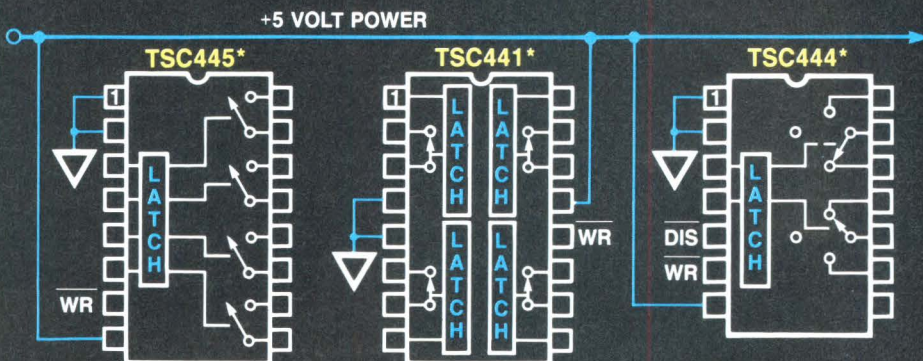 +5 VOLT POWER
TSC445*
TSC441*
TSC444*
1
LATCH
WR
1
LATCH
LATCH
LATCH
LATCH
WR
1
LATCH
DIS
WR